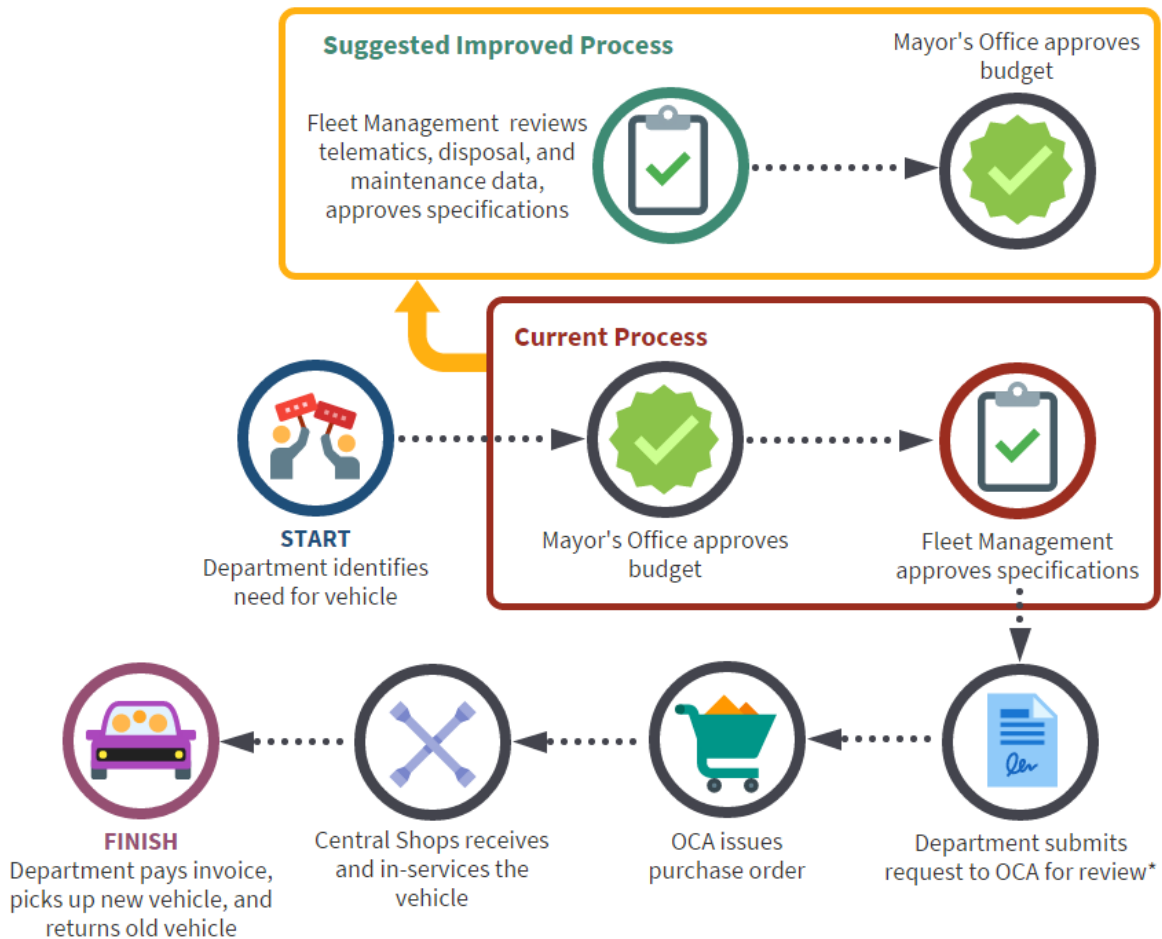 Suggested Improved Process
Fleet Management reviews
telematics, disposal, and
maintenance data,
approves specifications
Mayor's Office approves
budget
Current Process
START
Department identifies
need for vehicle
Mayor's Office approves
budget
Fleet Management
approves specifications
Department submits
request to OCA for review*
OCA issues
purchase order
Central Shops receives
and in-services the
vehicle
FINISH
Department pays invoice,
picks up new vehicle, and
returns old vehicle